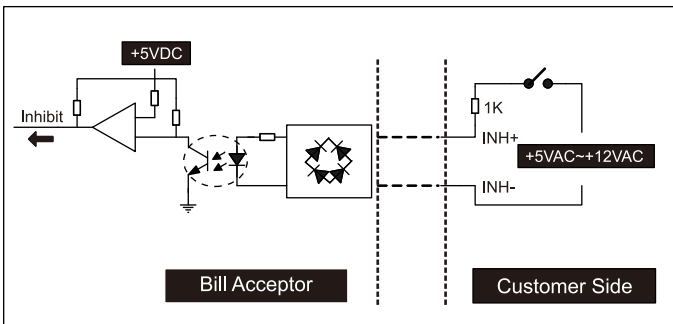 +5VDC
Inhibit
1K
INH+
+5VAC~+12VAC
INH-
Bill Acceptor
Customer Side